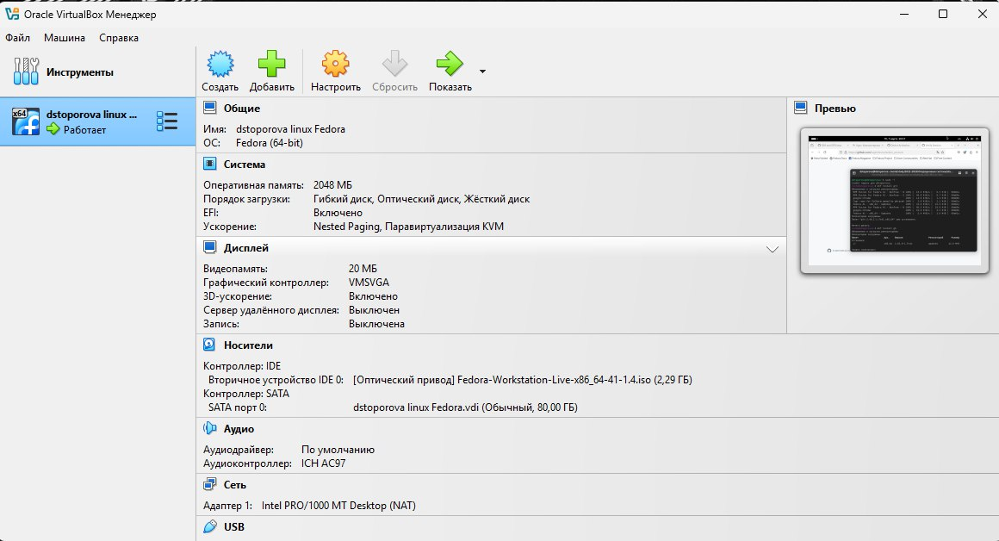 Oracle VirtualBox Менеджер
Файл Машина Справка
Инструменты
Создать Добавить Настроить Сбросить Показать
x64
dstoporova linux ...
Работает
Общие
Имя: dstoporova linux Fedora
ОС: Fedora (64-bit)
Система
Оперативная память: 2048 МБ
Порядок загрузки: Гибкий диск, Оптический диск, Жёсткий диск
EFI: Включено
Ускорение: Nested Paging, Паравиртуализация KVM
Дисплей
Видеопамять: 20 МБ
Графический контроллер: VMSVGA
3D-ускорение: Включено
Сервер удалённого дисплея: Выключен
Запись: Выключена
Превью
Носители
Контроллер: IDE
Вторичное устройство IDE 0: [Оптический привод] Fedora-Workstation-Live-x86_64-41-1.4.iso (2,29 ГБ)
Контроллер: SATA
SATA порт 0: dstoporova linux Fedora.vdi (Обычный, 80,00 ГБ)
Аудио
Аудиодрайвер: По умолчанию
Аудиоконтроллер: ICH AC97
Сеть
Адаптер 1: Intel PRO/1000 MT Desktop (NAT)
USB